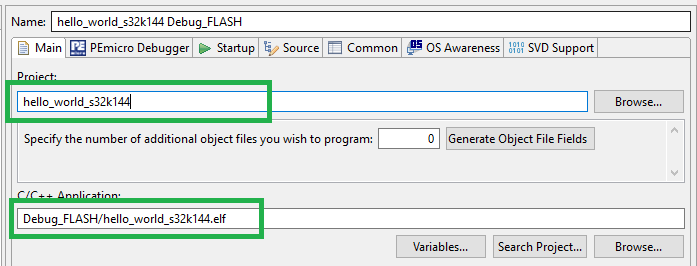 Name: hello_world_s32k144 Debug_FLASH
Main PEmicro Debugger Startup Source Common OS Awareness SVD Support
Project:
hello_world_s32k144 Browse...
Specify the number of additional object files you wish to program: 0 Generate Object File Fields
C/C++ Application:
Debug_FLASH/hello_world_s32k144.elf
Variables... Search Project... Browse...